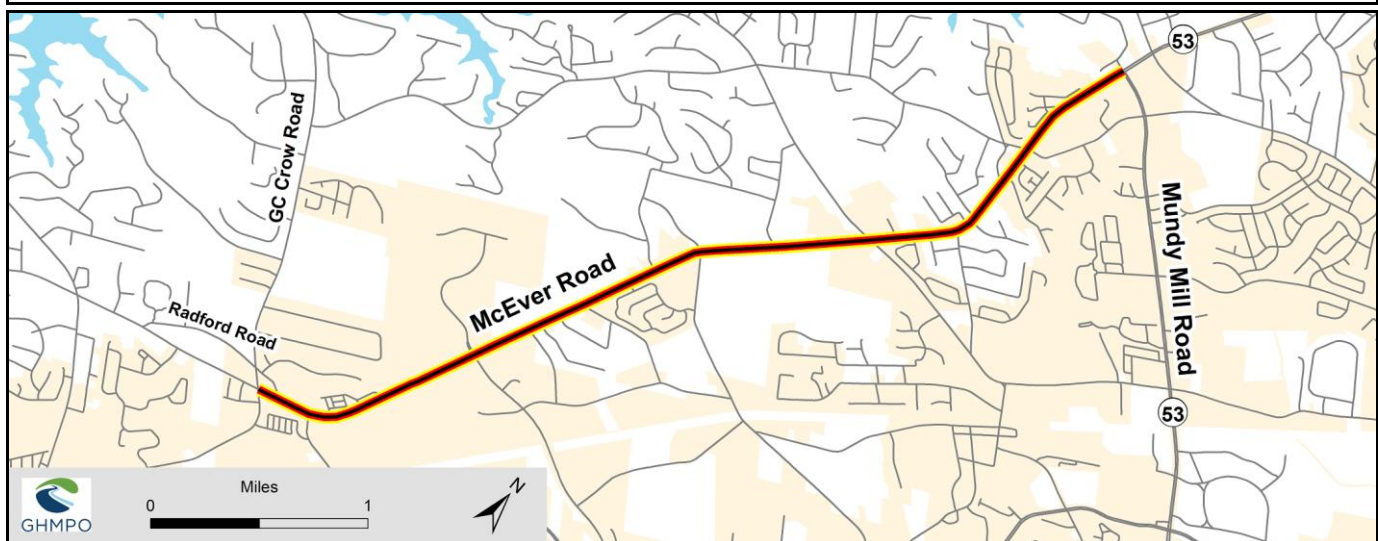 53
GC Crow Road
McEver Road
Mundy Mill Road
Radford Road
53
Miles
0 1
N
GHMPO